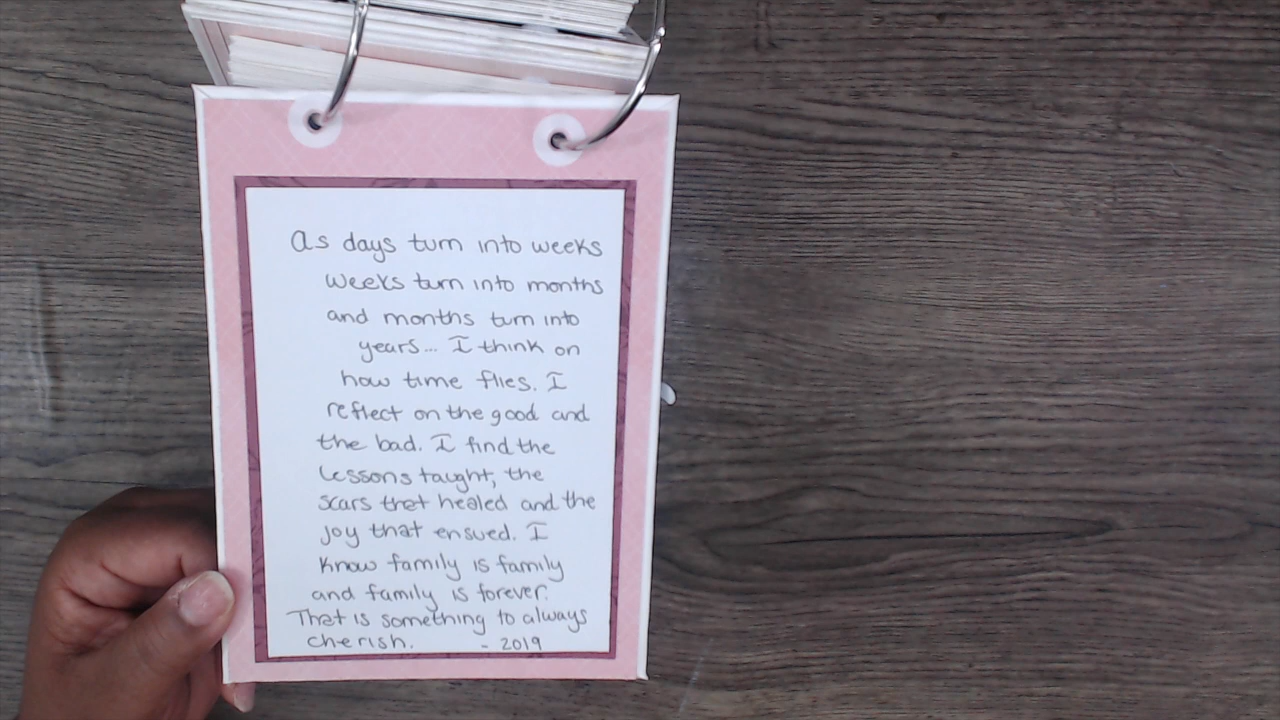 As days turn into weeks
weeks turn into months
and months turn into
years... I think on
how time flies. I
reflect on the good and
the bad. I find the
lessons taught, the
scars that healed and the
joy that ensued. I
know family is family
and family is forever.
That is something to always
cherish. - 2019